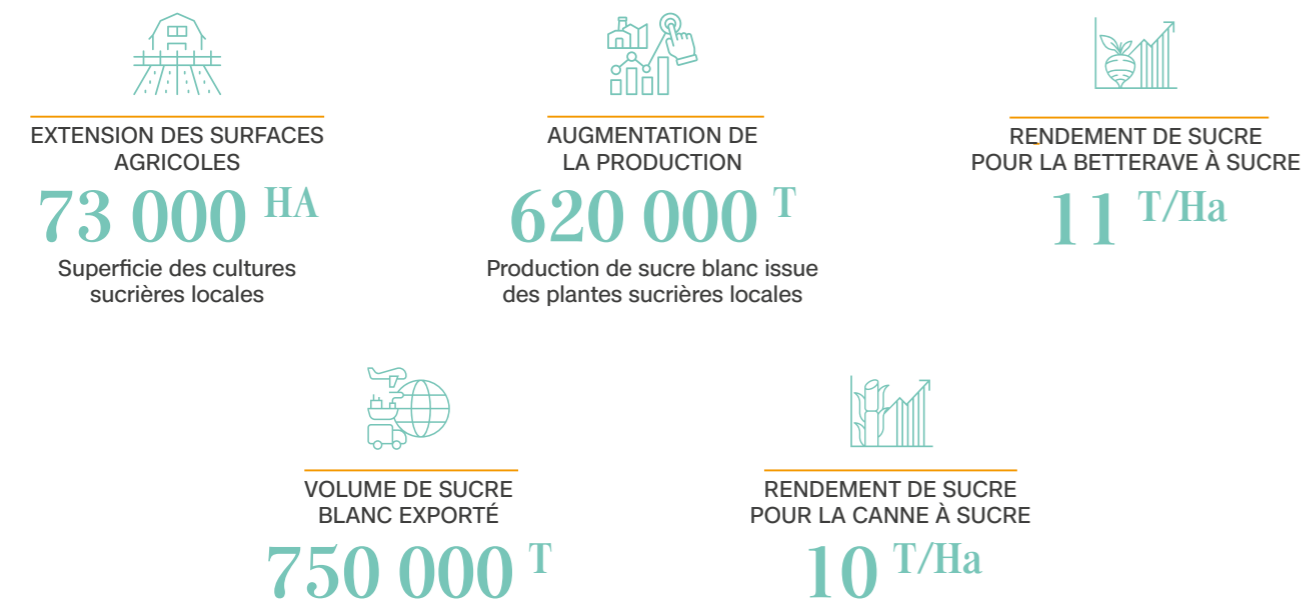 EXTENSION DES SURFACES
AGRICOLES
73 000 HA
Superficie des cultures
sucrières locales
AUGMENTATION DE
LA PRODUCTION
620 000 T
Production de sucre blanc issue
des plantes sucrières locales
RENDEMENT DE SUCRE
POUR LA BETTERAVE À SUCRE
11 T/Ha
VOLUME DE SUCRE
BLANC EXPORTÉ
750 000 T
RENDEMENT DE SUCRE
POUR LA CANNE À SUCRE
10 T/Ha